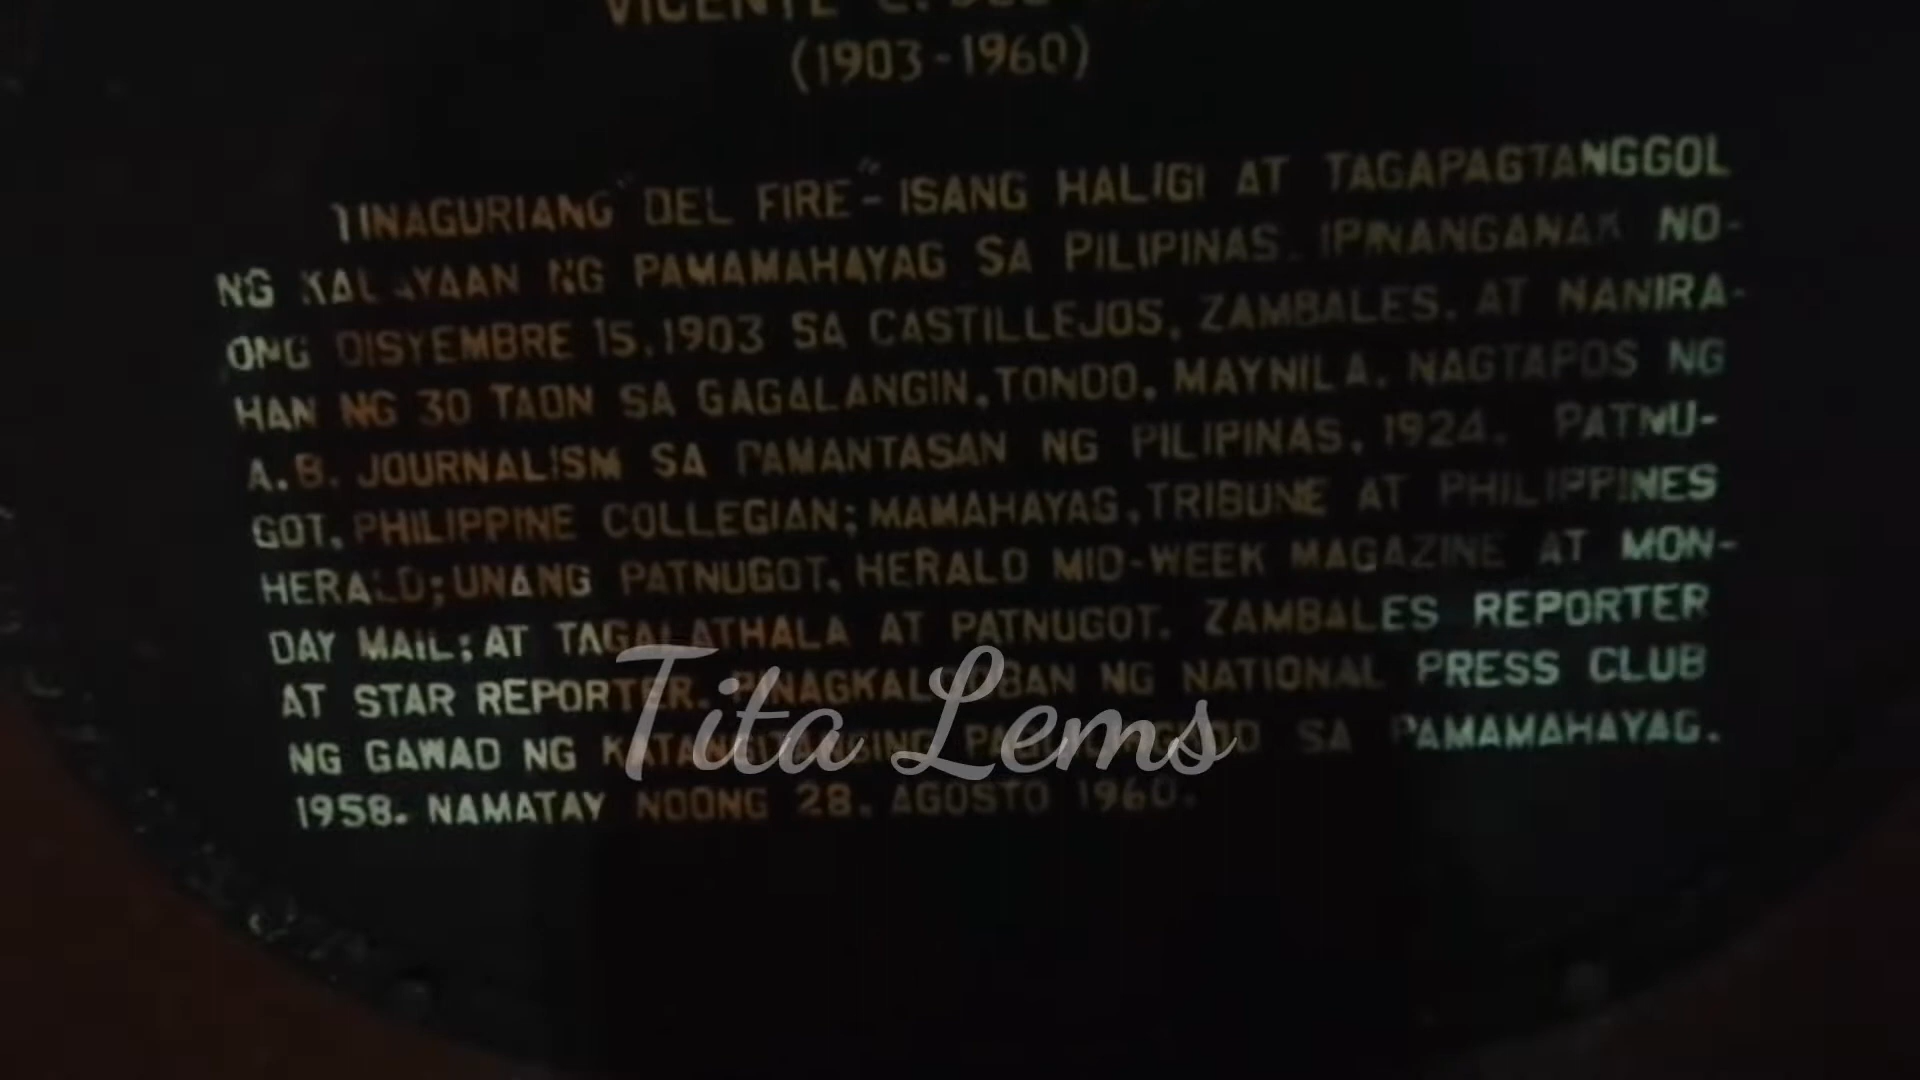 VICENTE
(1903-1960)
TINAGURIANG "DEL FIRE"- ISANG HALIGI AT TAGAPAGTANGGOL
NG KALAYAAN NG PAMAMAHAYAG SA PILIPINAS. IPINANGANAK NO-
ONG DISYEMBRE 15, 1903 SA CASTILLEJOS, ZAMBALES, AT NANIRA-
HAN NG 30 TAON SA GAGALANGIN, TONDO, MAYNILA. NAGTAPOS NG
A.B. JOURNALISM SA PAMANTASAN NG PILIPINAS, 1924. PATNU-
GOT, PHILIPPINE COLLEGIAN; MAMAHAYAG, TRIBUNE AT PHILIPPINES
HERALD; UNANG PATNUGOT, HERALD MID-WEEK MAGAZINE AT MON-
DAY MAIL; AT TAGALATHALA AT PATNUGOT, ZAMBALES REPORTER
AT STAR REPORTER. NG NATIONAL PRESS CLUB
NG GAWAD NG SA PAMAMAHAYAG,
1958. NAMATAY NOONG 28, AGOSTO 1960.
Tita Lems